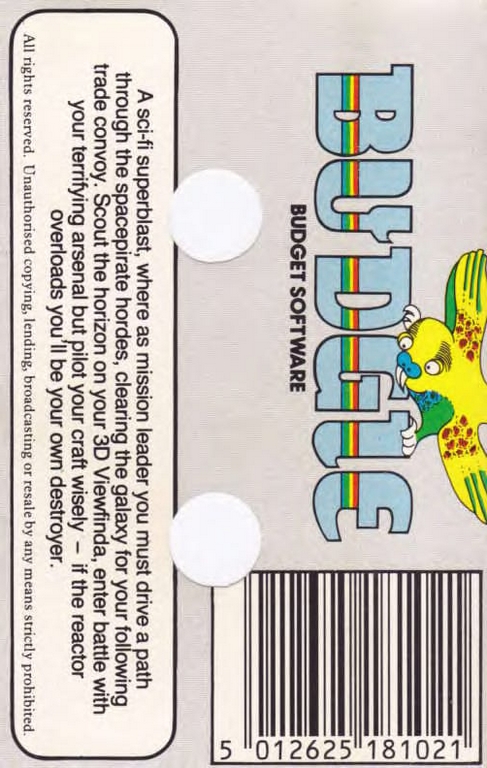 BUDGIE
BUDGET SOFTWARE
A sci-fi superblast, where as mission leader you must drive a path
through the spacepirate hordes, clearing the galaxy for your following
trade convoy. Scout the horizon on your 3D Viewfinda, enter battle with
your terrifying arsenal but pilot your craft wisely – if the reactor
overloads you'll be your own destroyer.
All rights reserved. Unauthorised copying, lending, broadcasting or resale by any means strictly prohibited.
5 012625 181021